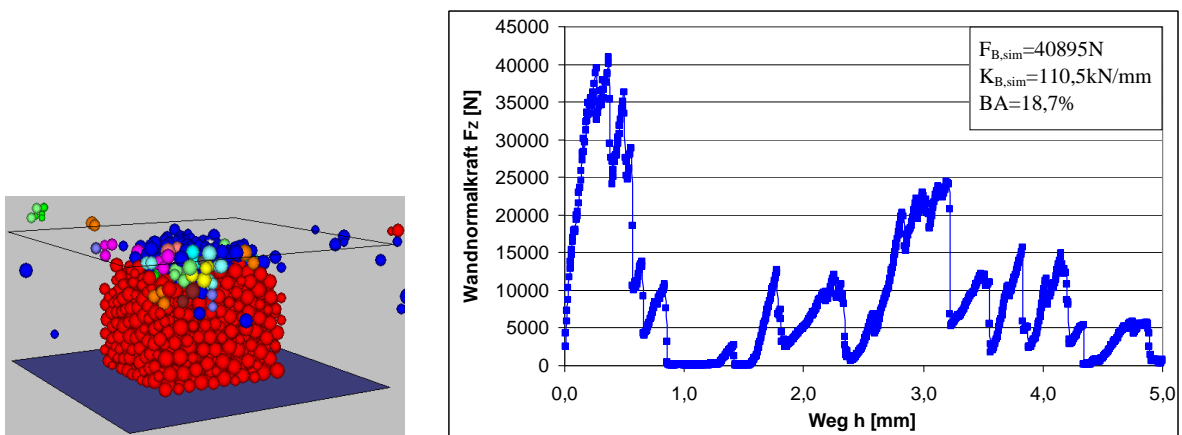 Wandnormalkraft Fz [N]
50000
45000
40000
35000
30000
25000
20000
15000
10000
5000
0
F_B,sim=40895N
K_B,sim=110,5kN/mm
BA=18,7%
0,0 1,0 2,0 3,0 4,0 5,0
Weg h [mm]